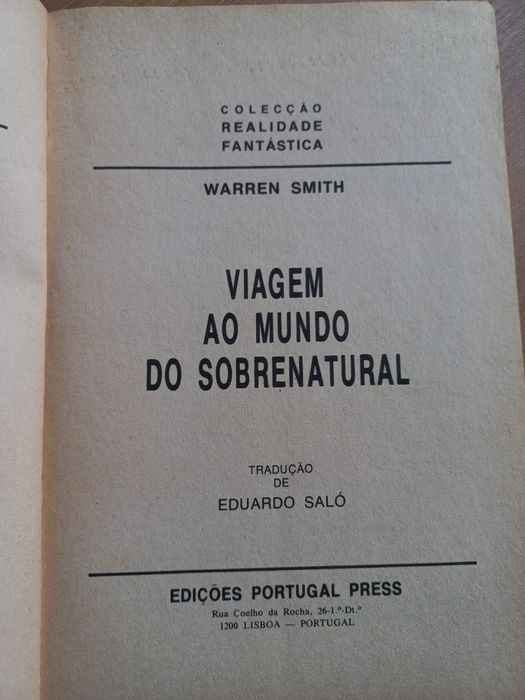 COLECÇÃO
REALIDADE
FANTÁSTICA
WARREN SMITH
VIAGEM
AO MUNDO
DO SOBRENATURAL
TRADUÇÃO
DE
EDUARDO SALÓ
EDIÇÕES PORTUGAL PRESS
Rua Coelho da Rocha, 26-1.º-Dt.º
1200 LISBOA — PORTUGAL